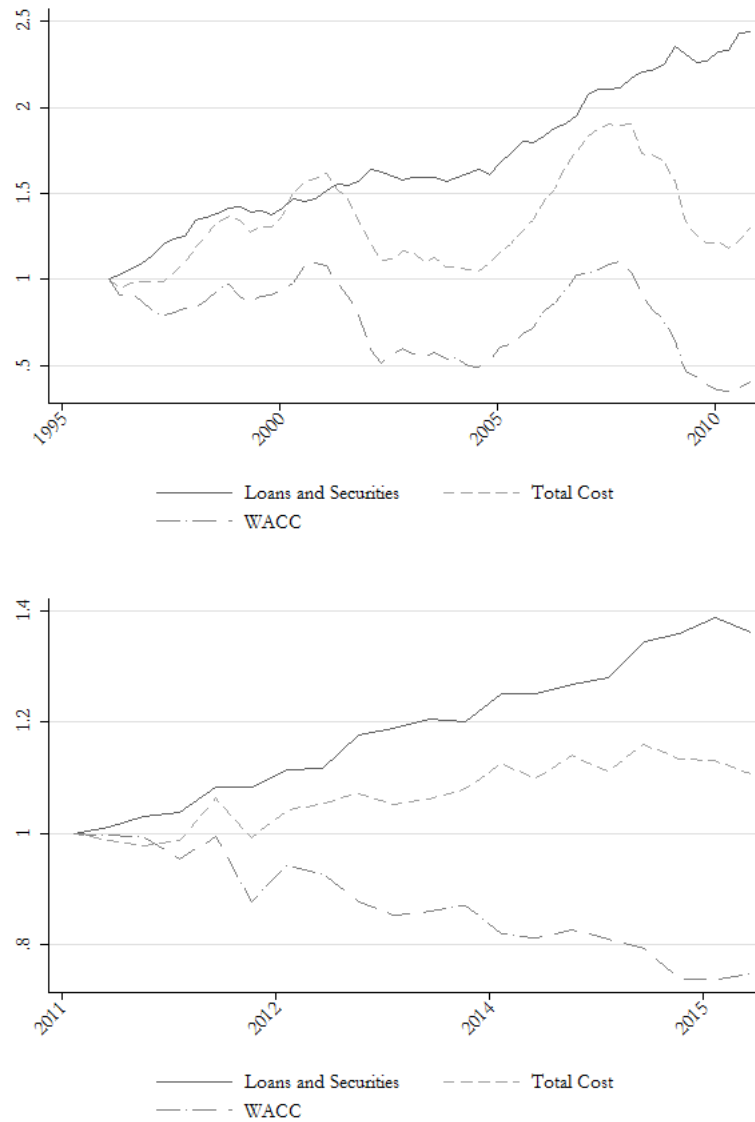 2.5
2
1.5
1
.5
1995
2000
2005
2010
Loans and Securities
Total Cost
WACC
1.4
1.2
1
.8
2011
2012
2014
2015
Loans and Securities
Total Cost
WACC